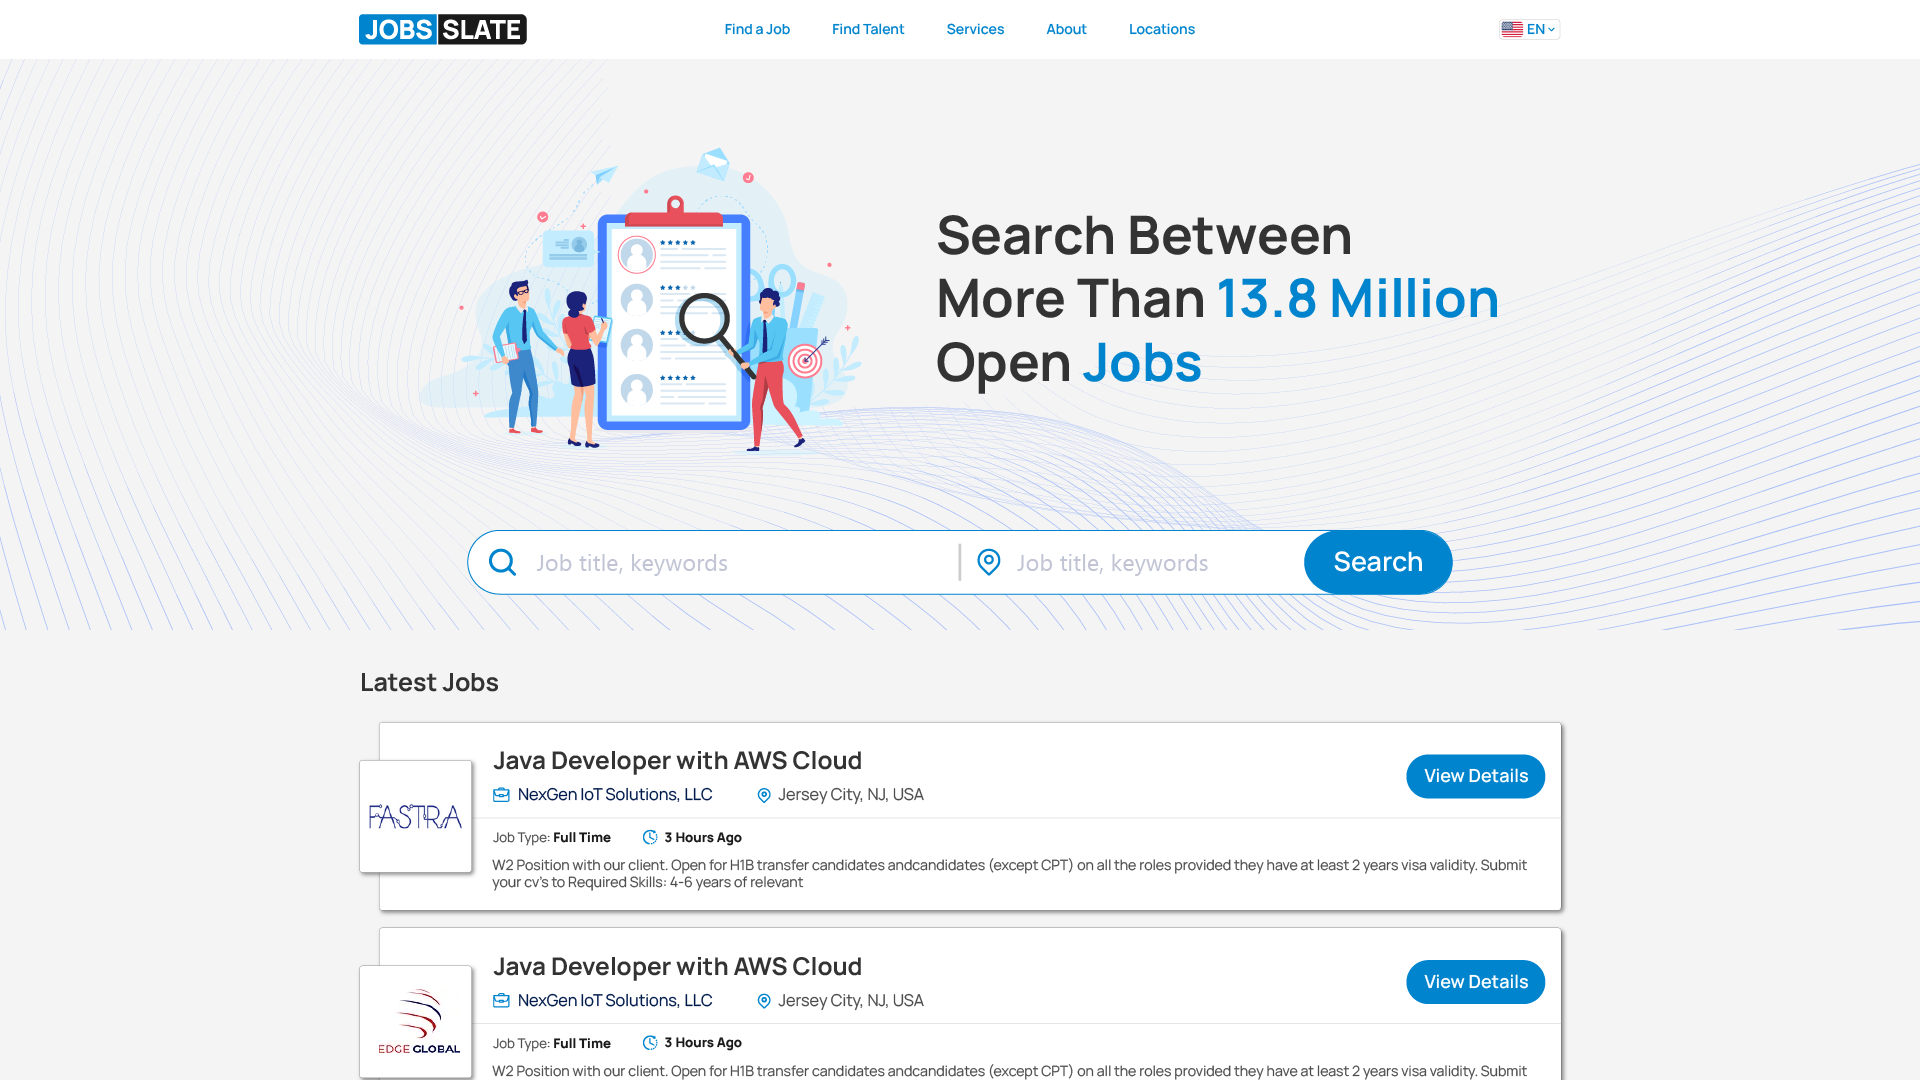 JOBS SLATE
Find a Job
Find Talent
Services
About
Locations
EN
Search Between
More Than 13.8 Million
Open Jobs
Job title, keywords
Job title, keywords
Search
Latest Jobs
FASTRA
Java Developer with AWS Cloud
NexGen IoT Solutions, LLC
Jersey City, NJ, USA
View Details
Job Type: Full Time
3 Hours Ago
W2 Position with our client. Open for H1B transfer candidates andcandidates (except CPT) on all the roles provided they have at least 2 years visa validity. Submit
your cv's to Required Skills: 4-6 years of relevant
EDGE GLOBAL
Java Developer with AWS Cloud
NexGen IoT Solutions, LLC
Jersey City, NJ, USA
View Details
Job Type: Full Time
3 Hours Ago
W2 Position with our client. Open for H1B transfer candidates andcandidates (except CPT) on all the roles provided they have at least 2 years visa validity. Submit